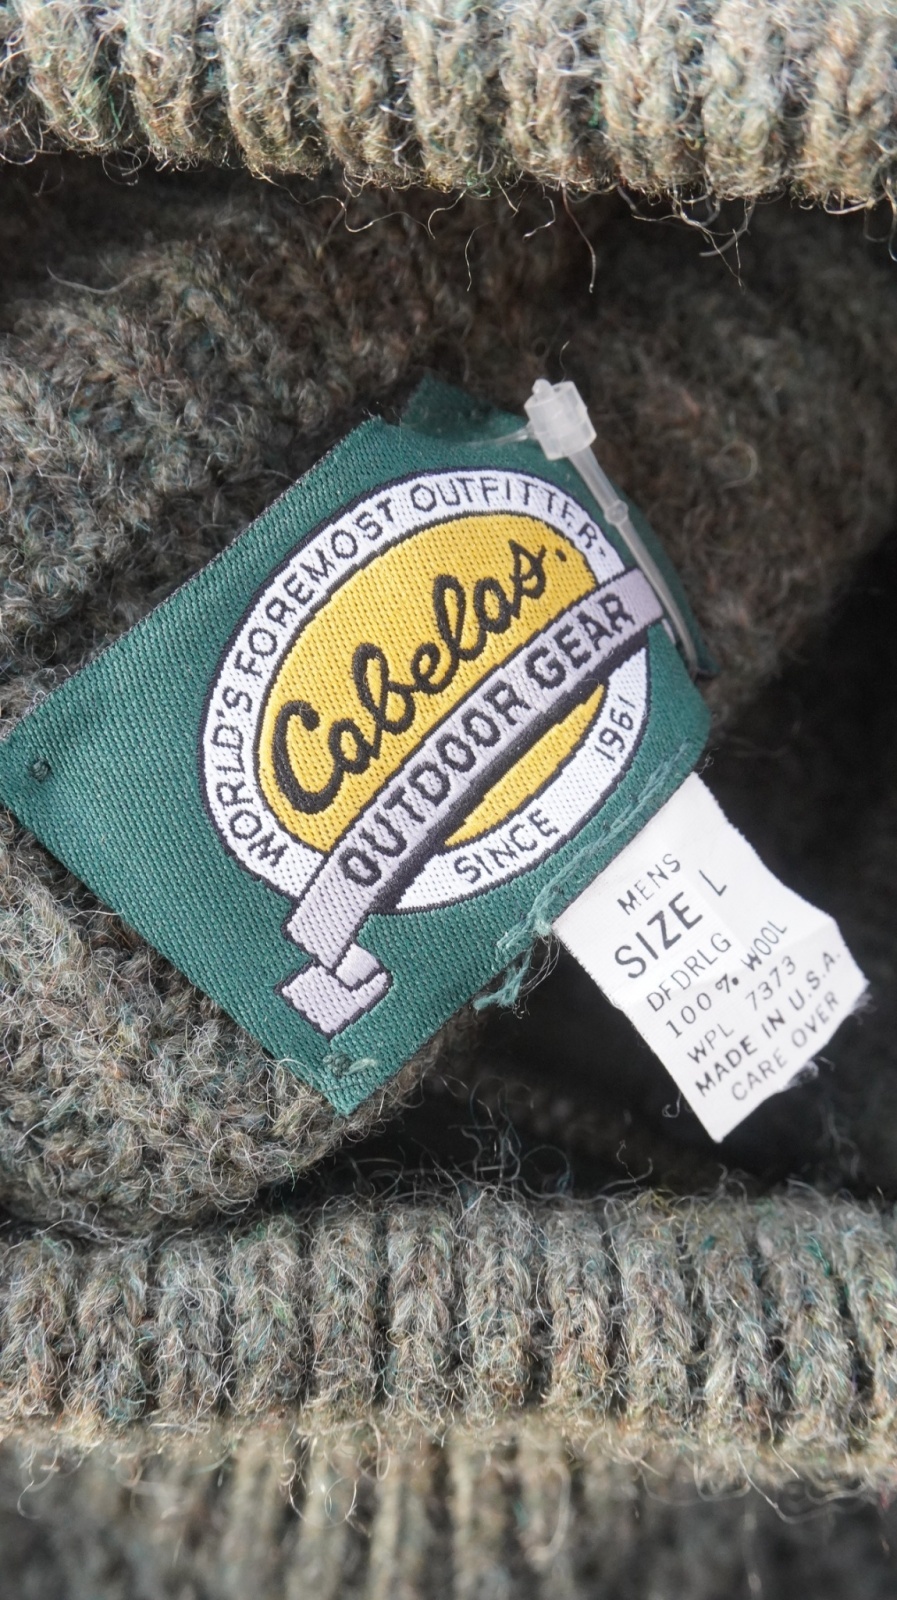 WORLD'S FOREMOST OUTFITTER.
Cabelas.
OUTDOOR GEAR
SINCE 1961
MENS
SIZE L
DFDRLG
100% WOOL
WPL 7373
MADE IN U.S.A.
CARE OVER